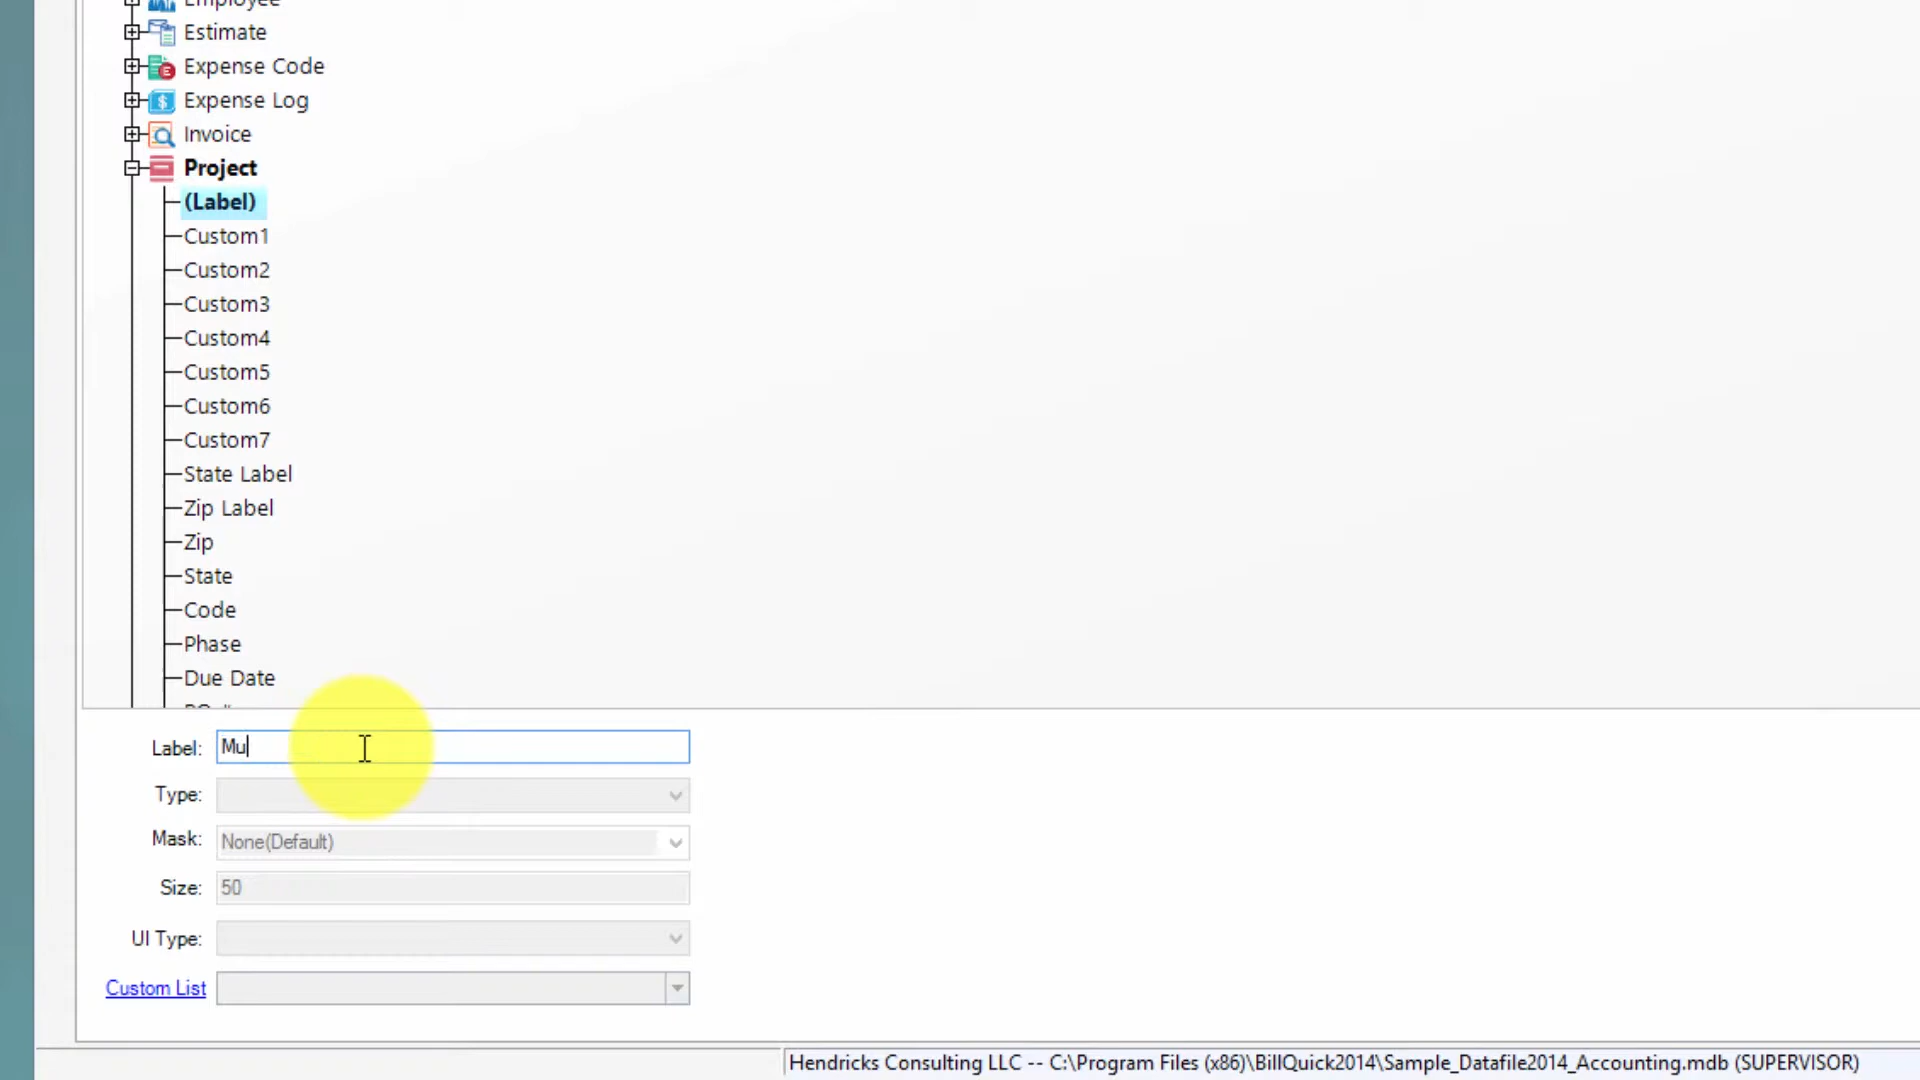 Employee
Estimate
Expense Code
Expense Log
Invoice
Project
(Label)
Custom1
Custom2
Custom3
Custom4
Custom5
Custom6
Custom7
State Label
Zip Label
Zip
State
Code
Phase
Due Date
Label: Mu
Type:
Mask: None(Default)
Size: 50
UI Type:
Custom List
Hendricks Consulting LLC -- C:\Program Files (x86)\BillQuick2014\Sample_Datafile2014_Accounting.mdb (SUPERVISOR)